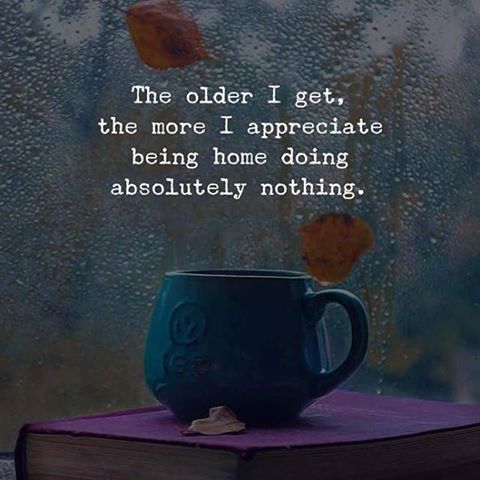 The older I get,
the more I appreciate
being home doing
absolutely nothing.